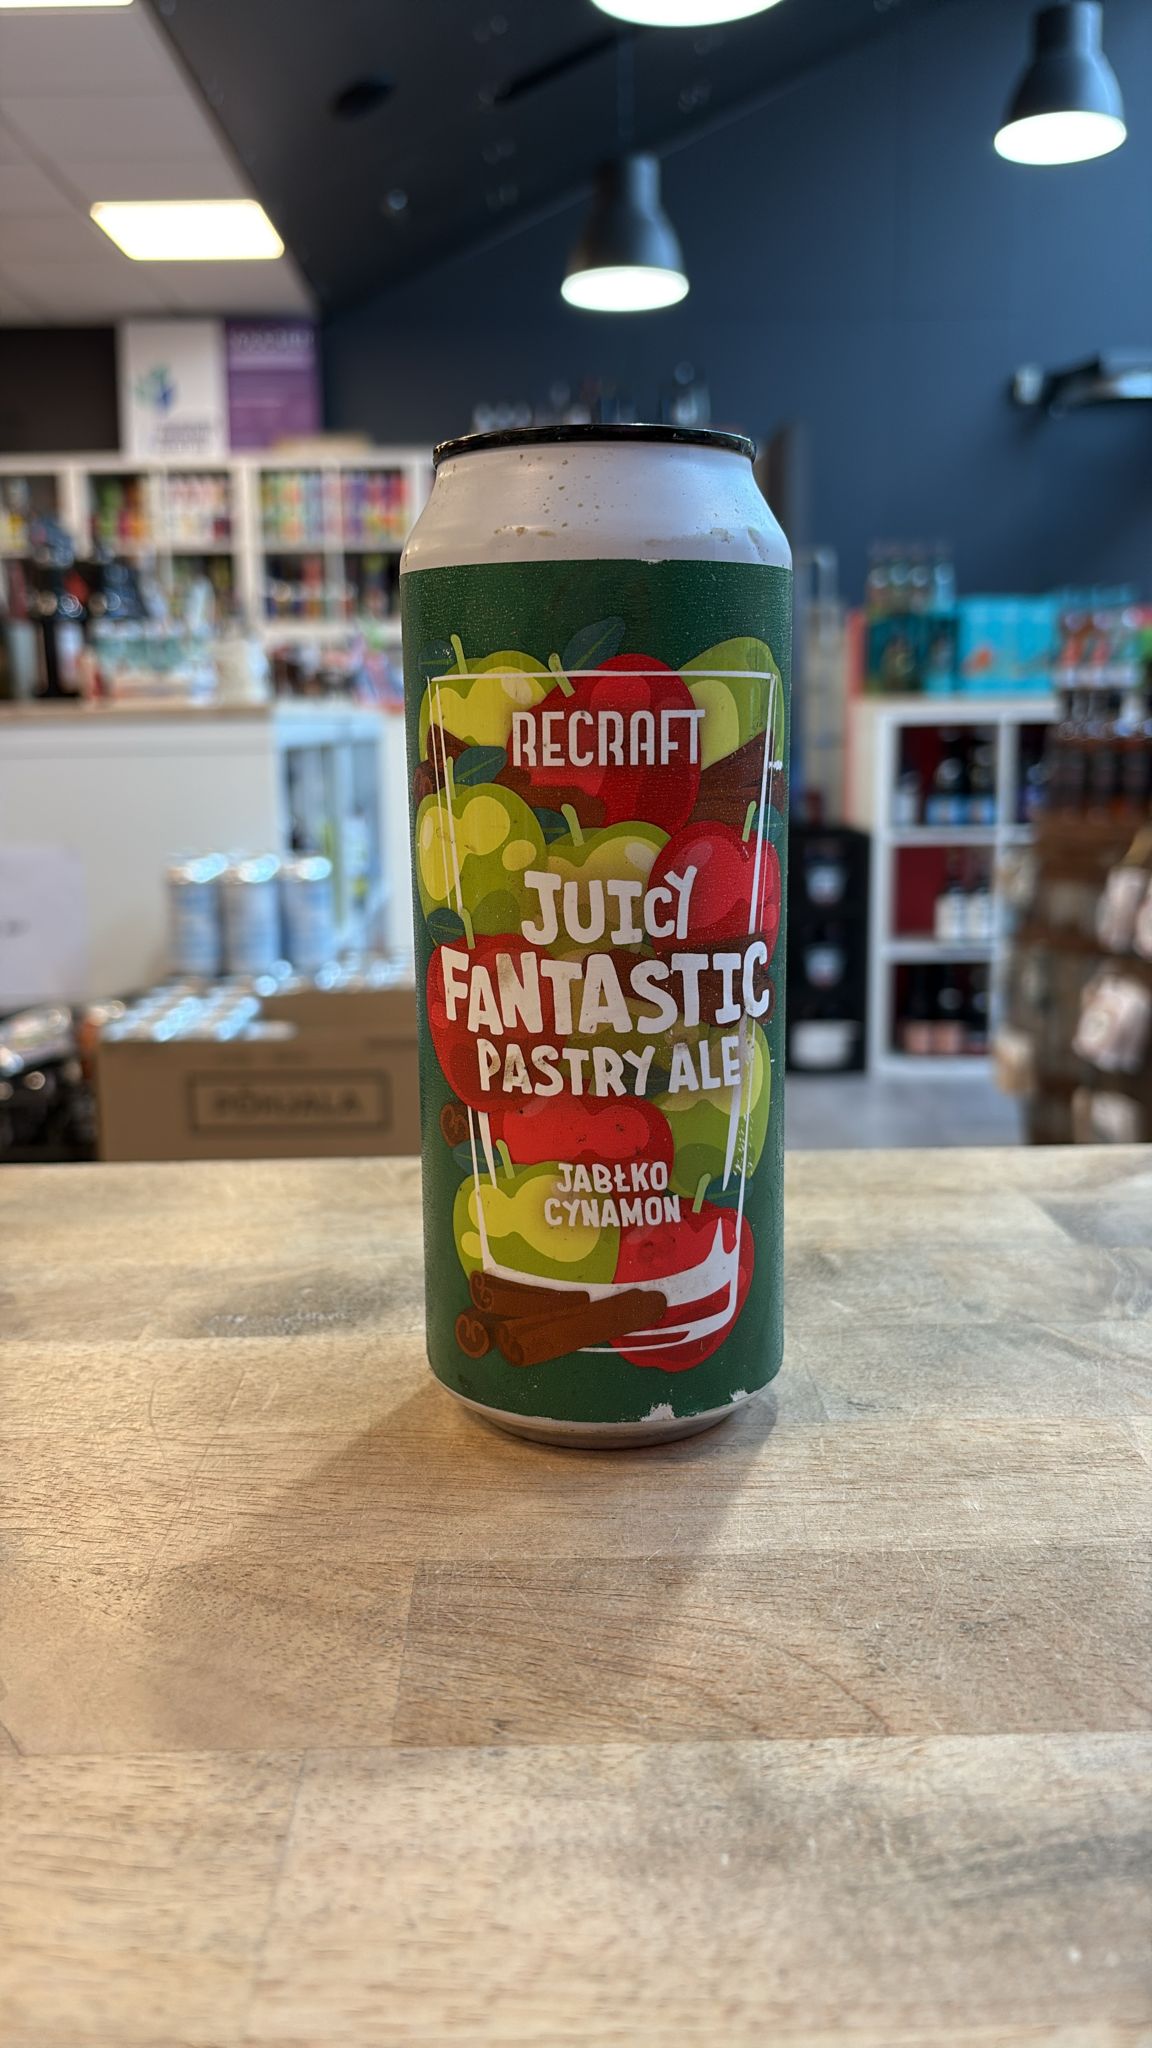 RECRAFT
JUICY
FANTASTIC
PASTRY ALE
JABŁKO
CYNAMON
PÕHJALA